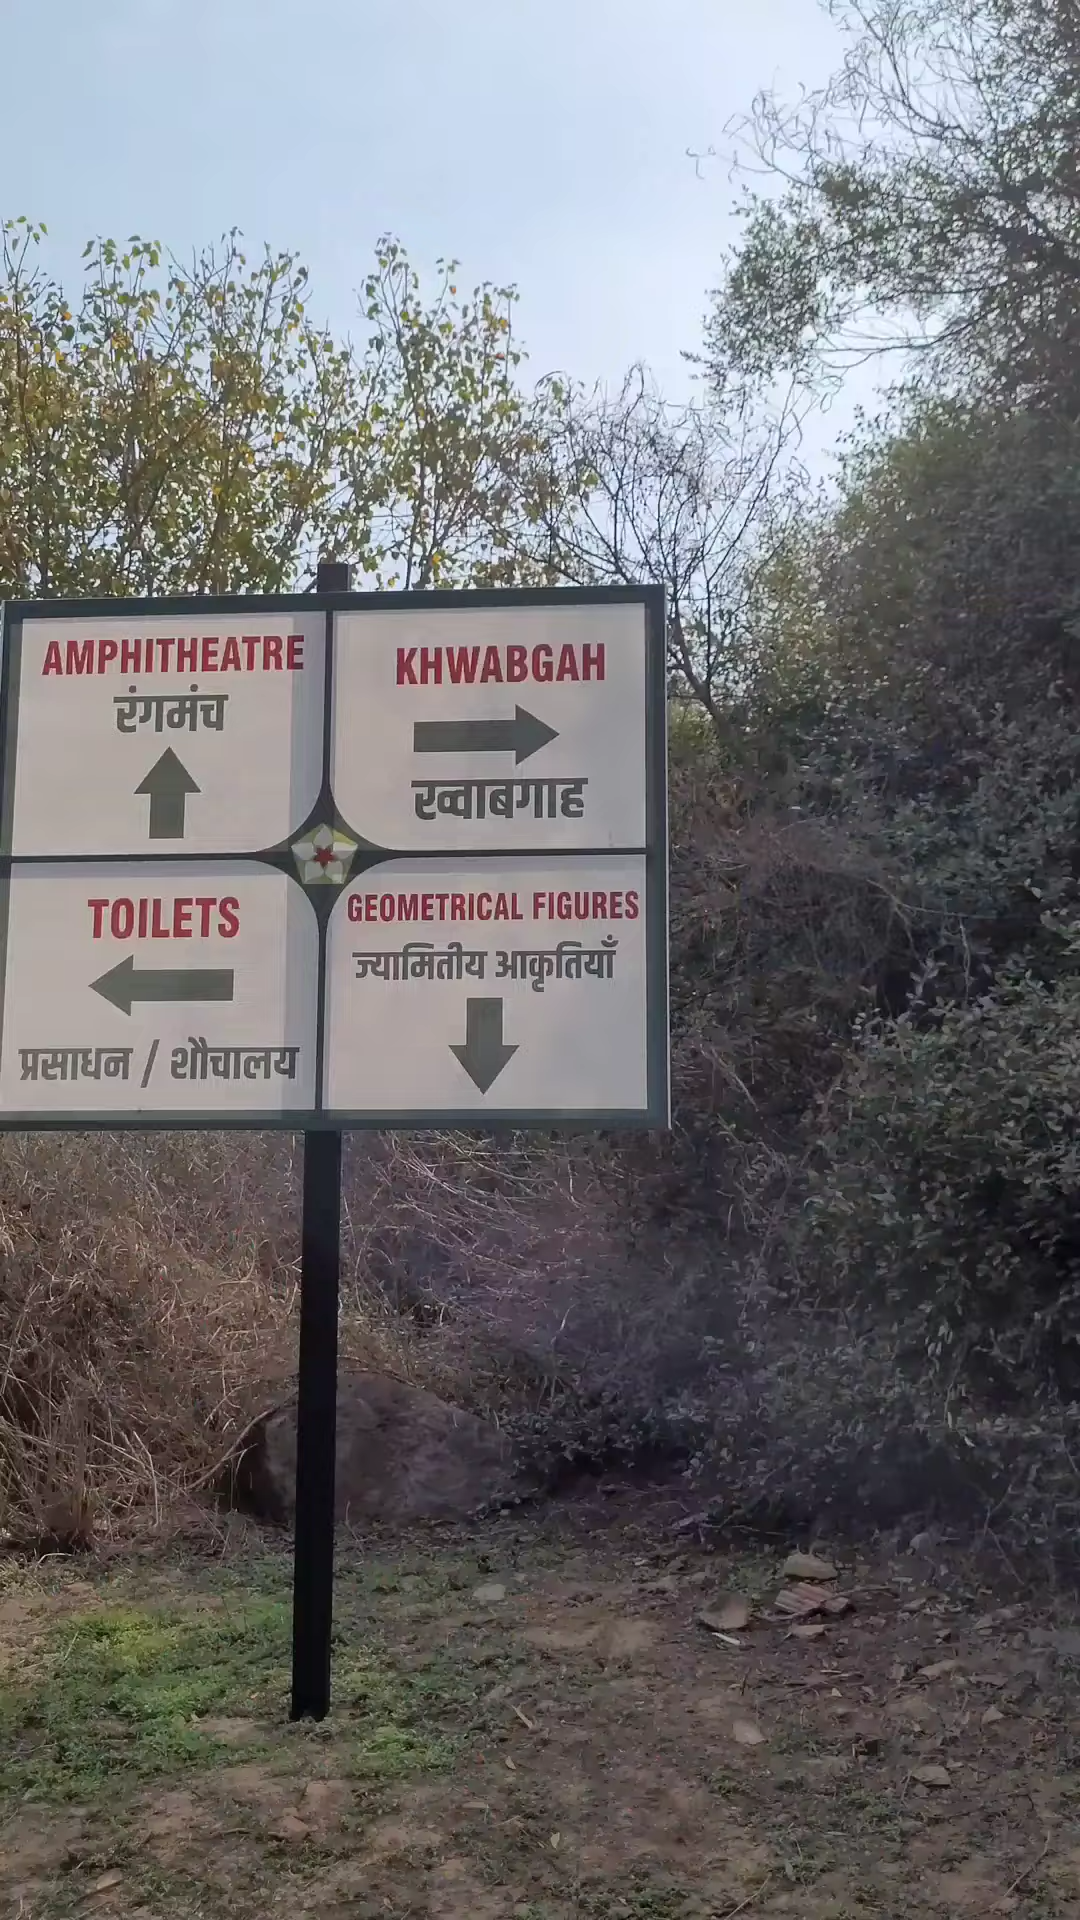 AMPHITHEATRE
रंगमंच
KHWABGAH
ख्वाबगाह
TOILETS
प्रसाधन / शौचालय
GEOMETRICAL FIGURES
ज्यामितीय आकृतियाँ